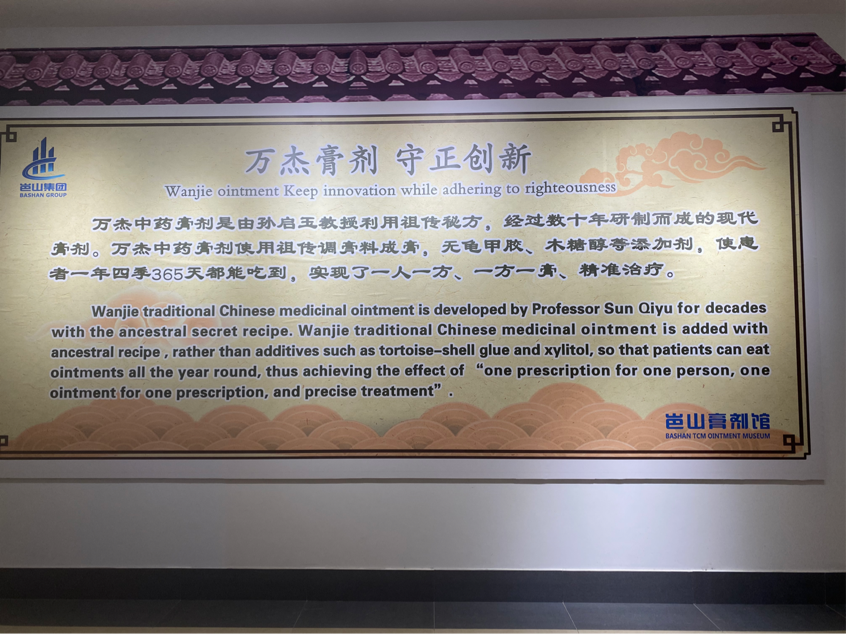 岜山集团
BASHAN GROUP
万杰膏剂 守正创新
Wanjie ointment Keep innovation while adhering to righteousness
万杰中药膏剂是由孙启玉教授利用祖传秘方，经过数十年研制而成的现代
膏剂。万杰中药膏剂使用祖传调膏料成膏，无龟甲胶、木糖醇等添加剂，使患
者一年四季365天都能吃到，实现了一人一方、一方一膏、精准治疗。
Wanjie traditional Chinese medicinal ointment is developed by Professor Sun Qiyu for decades
with the ancestral secret recipe. Wanjie traditional Chinese medicinal ointment is added with
ancestral recipe , rather than additives such as tortoise-shell glue and xylitol, so that patients can eat
ointments all the year round, thus achieving the effect of “one prescription for one person, one
ointment for one prescription, and precise treatment” .
岜山膏剂馆
BASHAN TCM OINTMENT MUSEUM